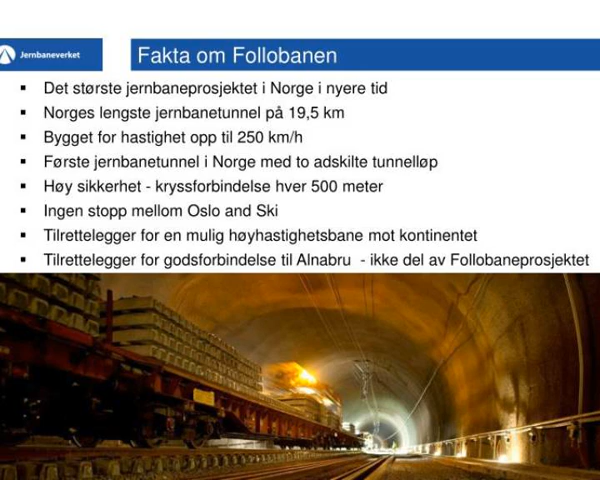 Jernbaneverket
Fakta om Follobanen
▪ Det største jernbaneprosjektet i Norge i nyere tid
▪ Norges lengste jernbanetunnel på 19,5 km
▪ Bygget for hastighet opp til 250 km/h
▪ Første jernbanetunnel i Norge med to adskilte tunnelløp
▪ Høy sikkerhet - kryssforbindelse hver 500 meter
▪ Ingen stopp mellom Oslo and Ski
▪ Tilrettelegger for en mulig høyhastighetsbane mot kontinentet
▪ Tilrettelegger for godsforbindelse til Alnabru - ikke del av Follobaneprosjektet